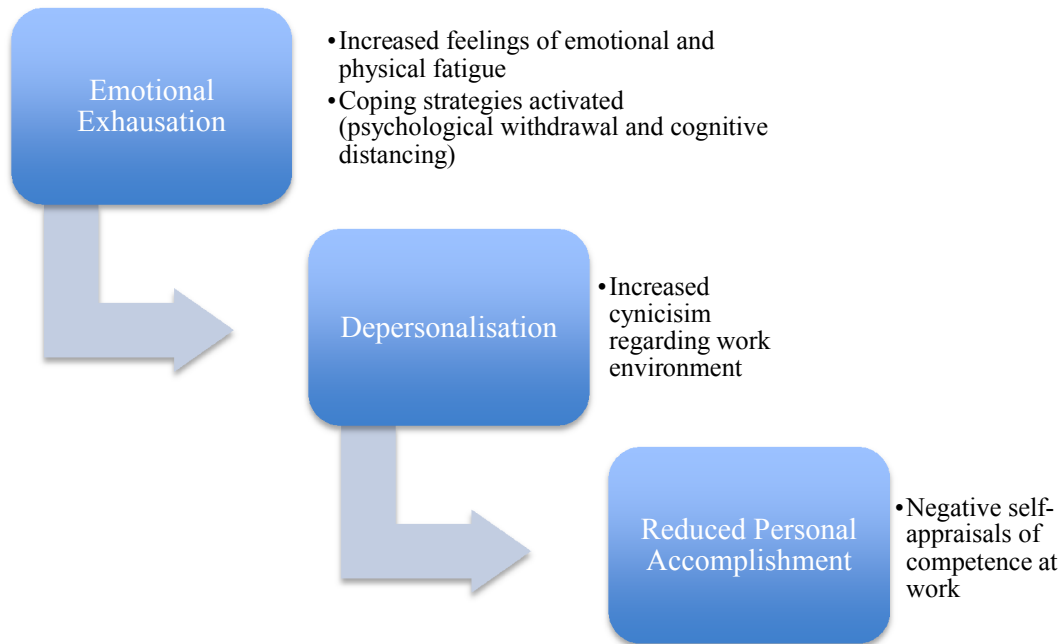 Emotional
Exhausation
•Increased feelings of emotional and
physical fatigue
•Coping strategies activated
(psychological withdrawal and cognitive
distancing)
Depersonalisation
•Increased
cynicisim
regarding work
environment
Reduced Personal
Accomplishment
•Negative self-
appraisals of
competence at
work